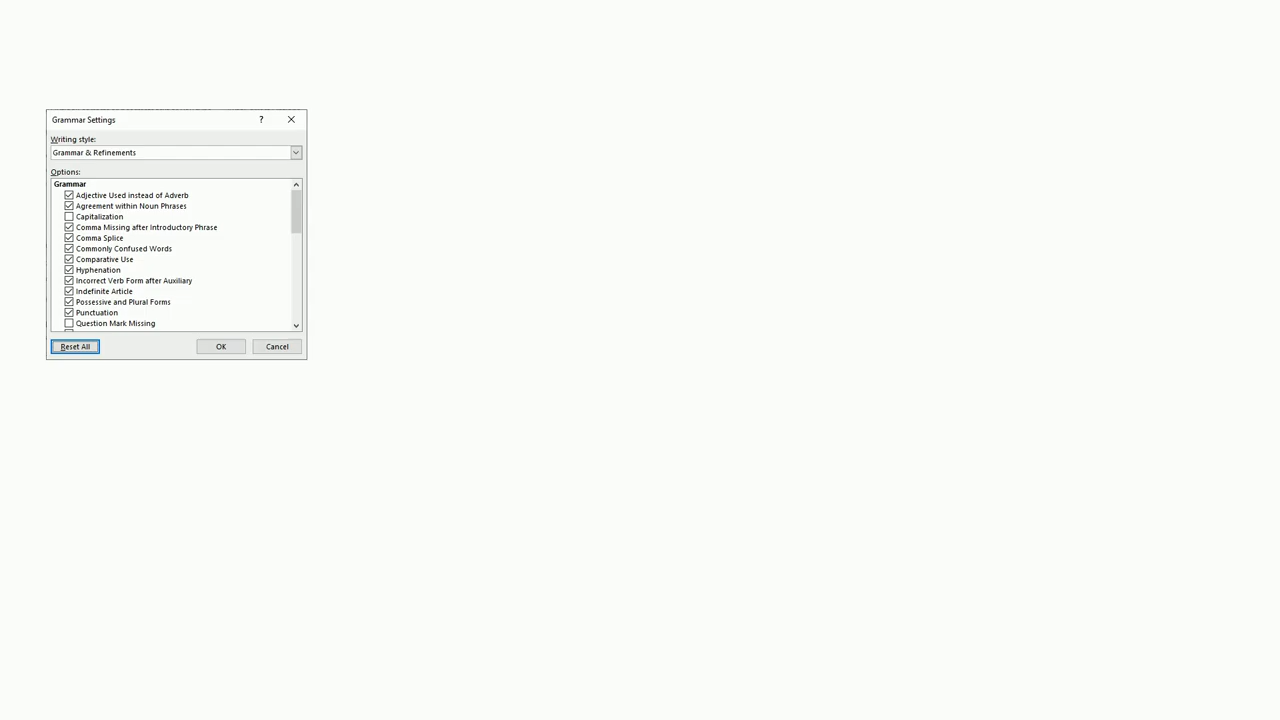 Grammar Settings
?
Writing style:
Grammar & Refinements
Options:
Grammar
Adjective Used instead of Adverb
Agreement within Noun Phrases
Capitalization
Comma Missing after Introductory Phrase
Comma Splice
Commonly Confused Words
Comparative Use
Hyphenation
Incorrect Verb Form after Auxiliary
Indefinite Article
Possessive and Plural Forms
Punctuation
Question Mark Missing
Reset All OK Cancel